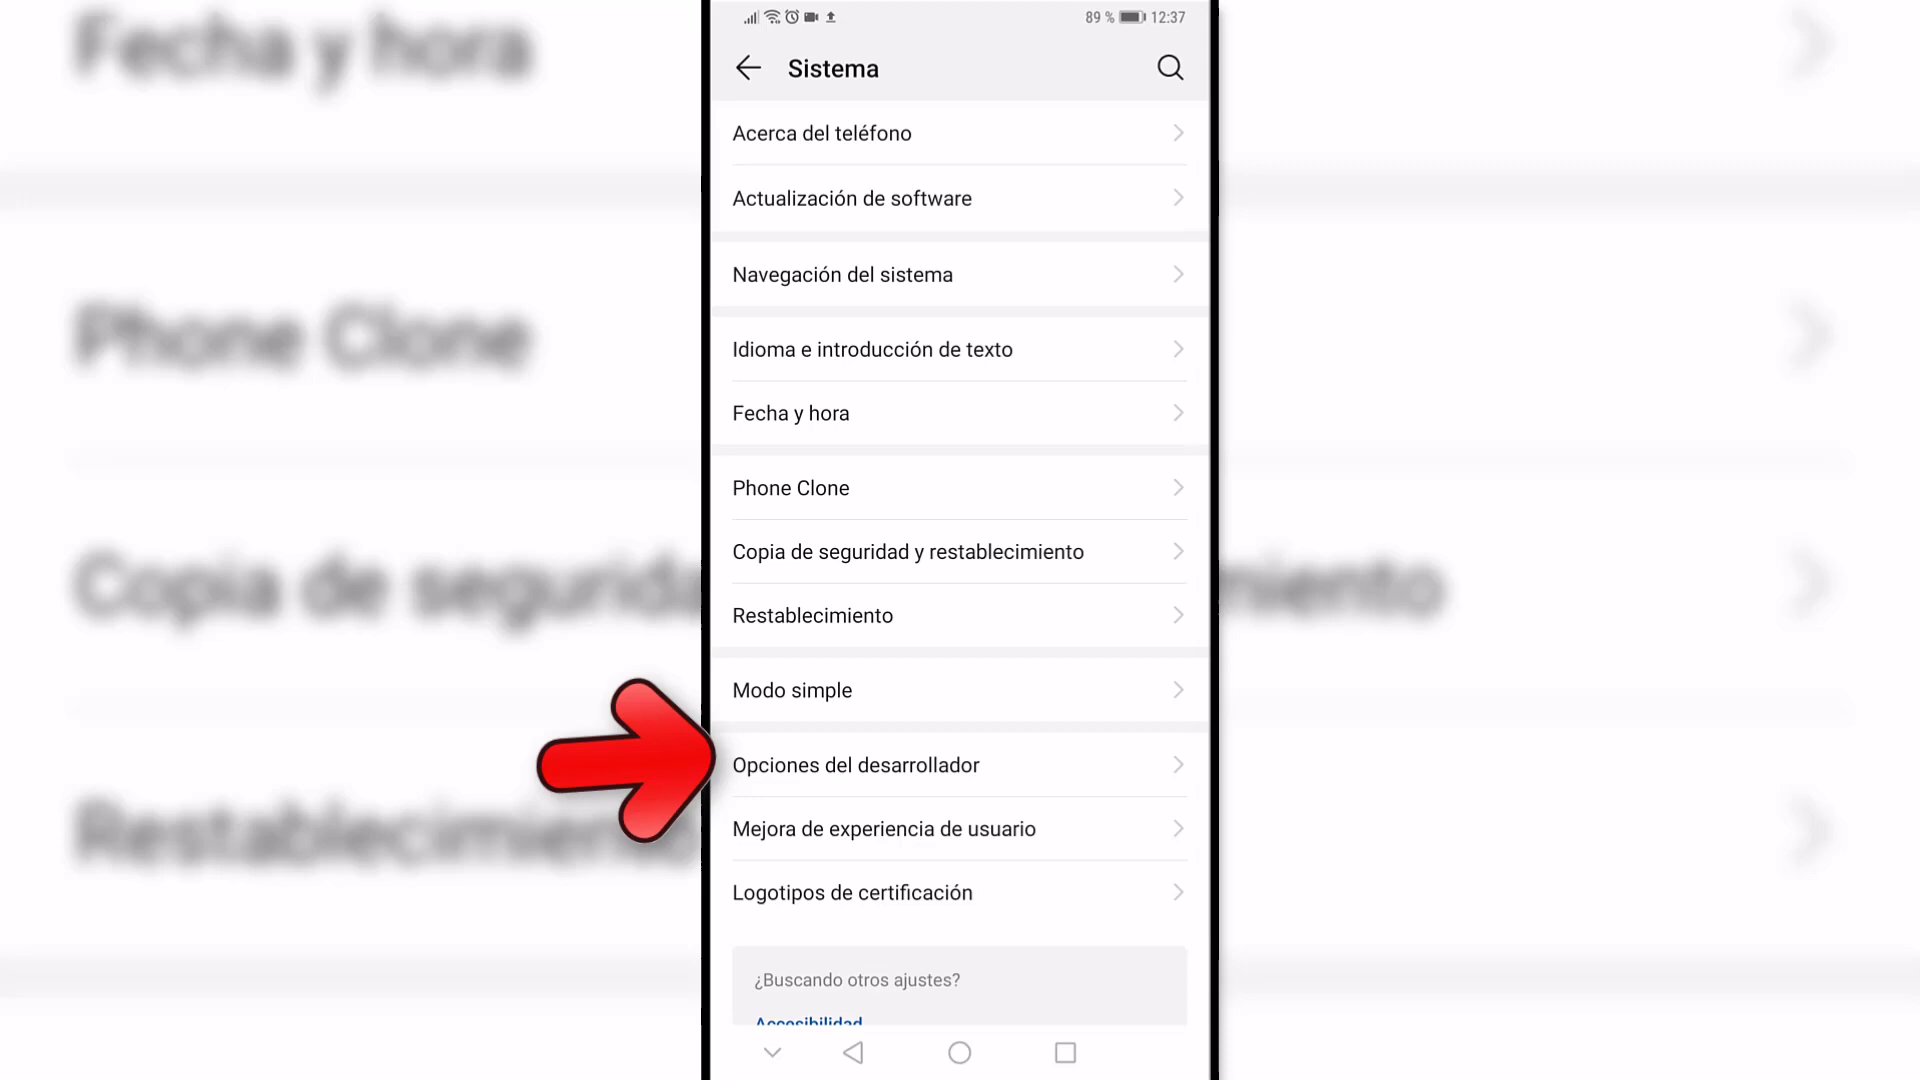 89 % 12:37
Sistema
Acerca del teléfono
Actualización de software
Navegación del sistema
Idioma e introducción de texto
Fecha y hora
Phone Clone
Copia de seguridad y restablecimiento
Restablecimiento
Modo simple
Opciones del desarrollador
Mejora de experiencia de usuario
Logotipos de certificación
¿Buscando otros ajustes?
Accesibilidad
Fecha y hora
Phone Clone
Copia de segurida miento
Restablecimiento